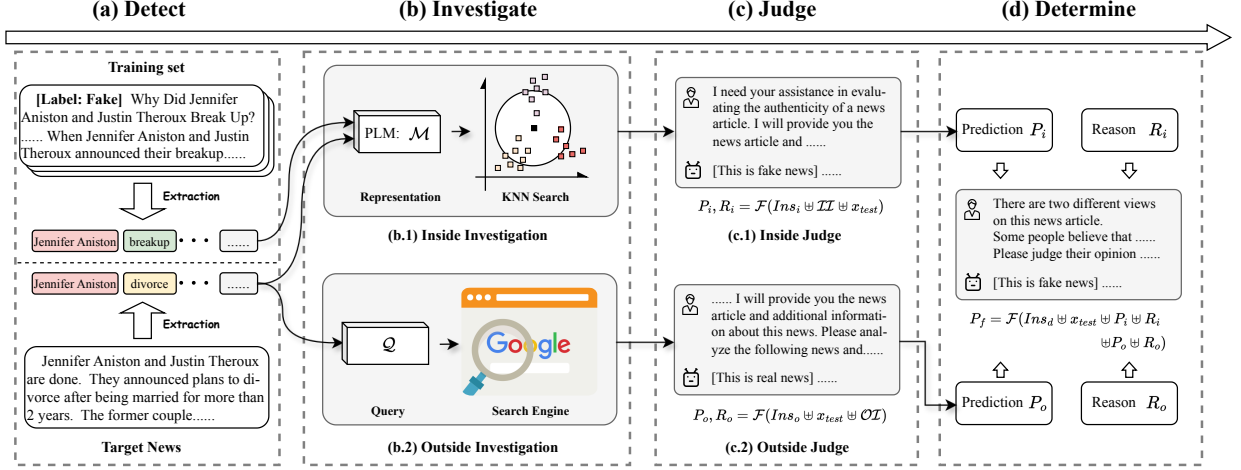 (a) Detect
(b) Investigate
(c) Judge
(d) Determine
Training set
[Label: Fake] Why Did Jennifer
Aniston and Justin Theroux Break Up?
...... When Jennifer Aniston and Justin
Theroux announced their breakup......
Extraction
Jennifer Aniston
breakup
• • •
......
Jennifer Aniston
divorce
• • •
......
Extraction
Jennifer Aniston and Justin Theroux
are done. They announced plans to di-
vorce after being married for more than
2 years. The former couple......
Target News
PLM: M
Representation
KNN Search
(b.1) Inside Investigation
Q
Query
Google
Search Engine
(b.2) Outside Investigation
I need your assistance in evalu-
ating the authenticity of a news
article. I will provide you the
news article and ......
[This is fake news] ......
P_i, R_i = F(Ins_i ⊎ II ⊎ x_test)
(c.1) Inside Judge
...... I will provide you the news
article and additional informati-
on about this news. Please anal-
yze the following news and......
[This is real news] ......
P_o, R_o = F(Ins_o ⊎ x_test ⊎ OI)
(c.2) Outside Judge
Prediction P_i
Reason R_i
There are two different views
on this news article.
Some people believe that ......
Please judge their opinion ......
[This is fake news] ......
P_f = F(Ins_d ⊎ x_test ⊎ P_i ⊎ R_i
⊎P_o ⊎ R_o)
Prediction P_o
Reason R_o